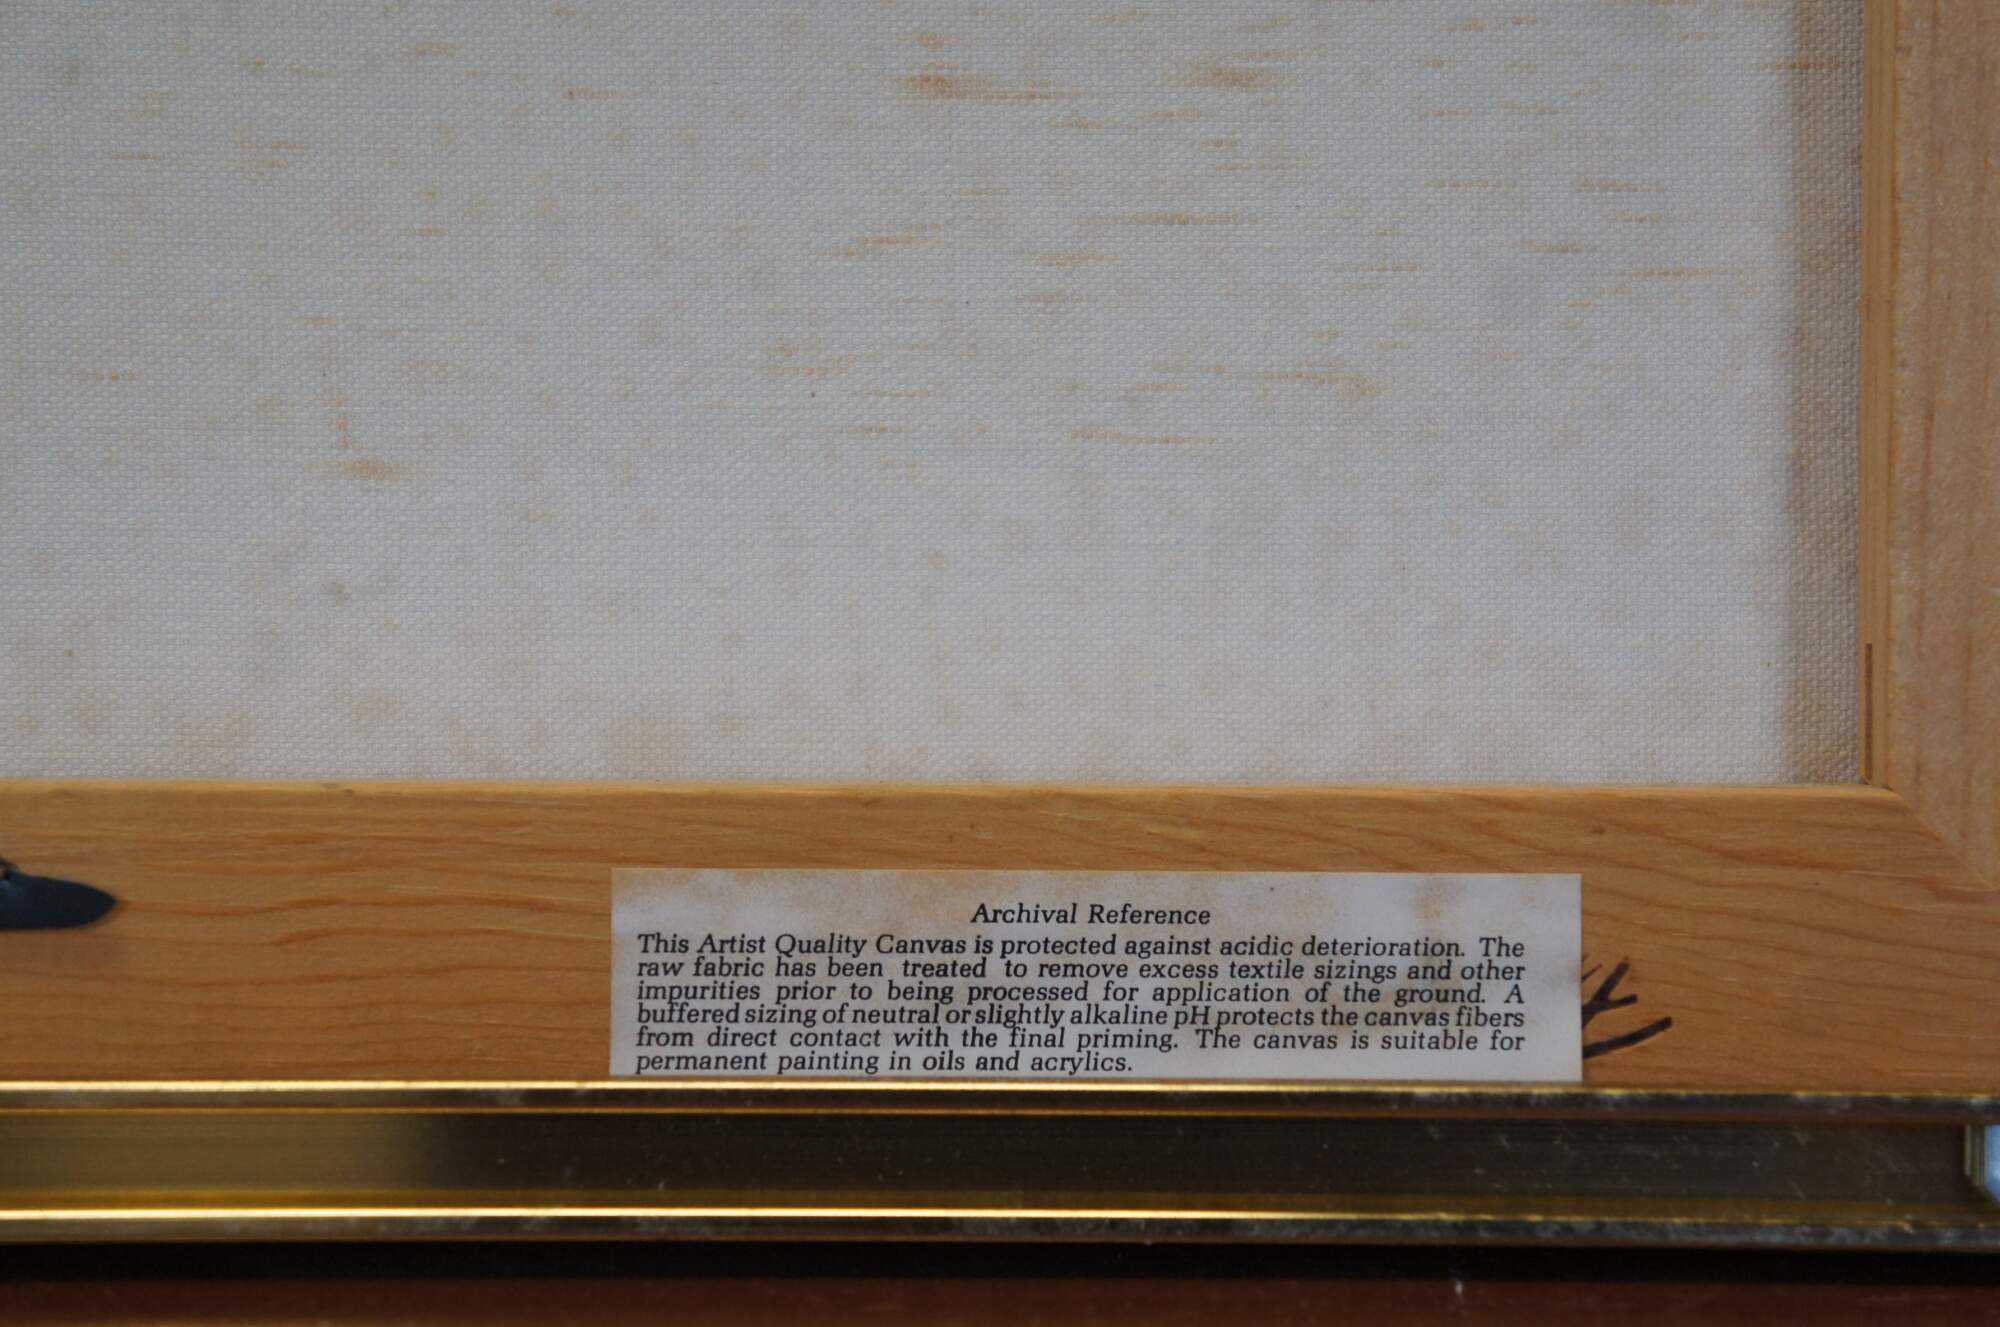 Archival Reference
This Artist Quality Canvas is protected against acidic deterioration. The
raw fabric has been treated to remove excess textile sizings and other
impurities prior to being processed for application of the ground. A
buffered sizing of neutral or slightly alkaline pH protects the canvas fibers
from direct contact with the final priming. The canvas is suitable for
permanent painting in oils and acrylics.